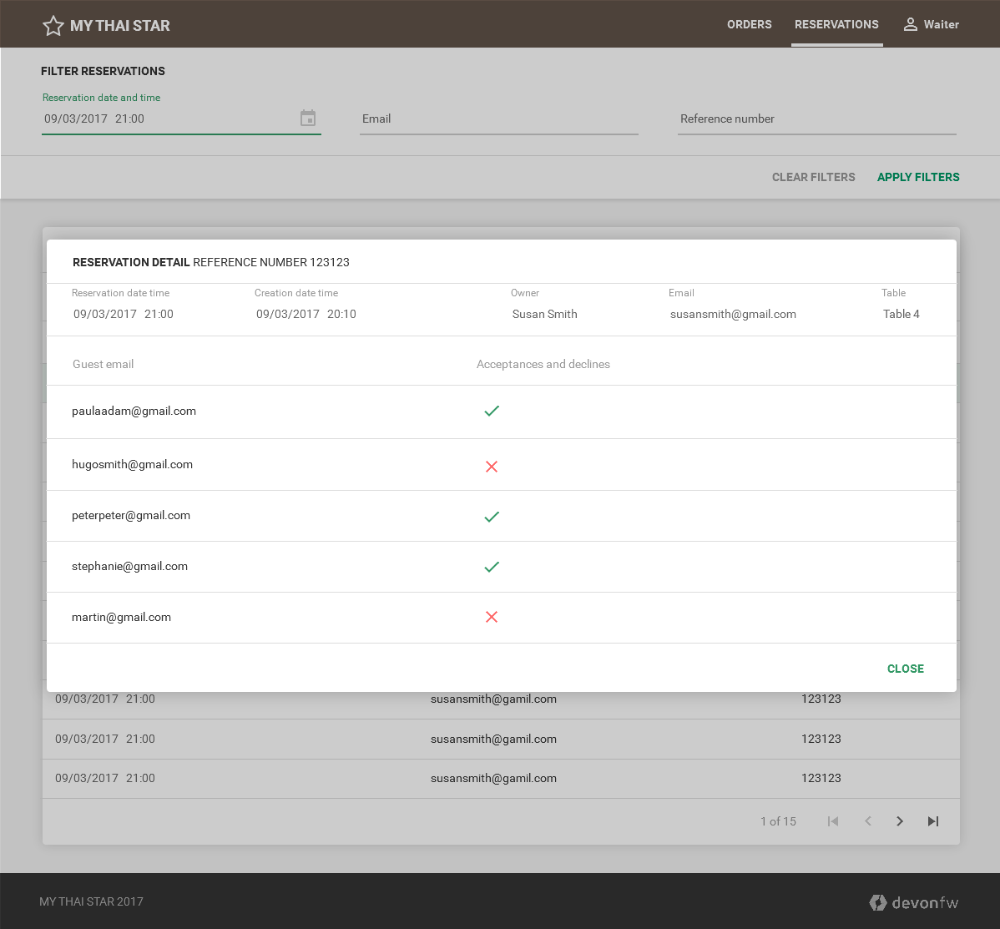 MY THAI STAR ORDERS RESERVATIONS Waiter
FILTER RESERVATIONS
Reservation date and time
09/03/2017 21:00 Email Reference number
CLEAR FILTERS APPLY FILTERS
RESERVATION DETAIL REFERENCE NUMBER 123123
Reservation date time Creation date time Owner Email Table
09/03/2017 21:00 09/03/2017 20:10 Susan Smith susansmith@gmail.com Table 4
Guest email Acceptances and declines
paulaadam@gmail.com
hugosmith@gmail.com
peterpeter@gmail.com
stephanie@gmail.com
martin@gmail.com
CLOSE
09/03/2017 21:00 susansmith@gamil.com 123123
09/03/2017 21:00 susansmith@gamil.com 123123
09/03/2017 21:00 susansmith@gamil.com 123123
1 of 15
MY THAI STAR 2017 devonfw